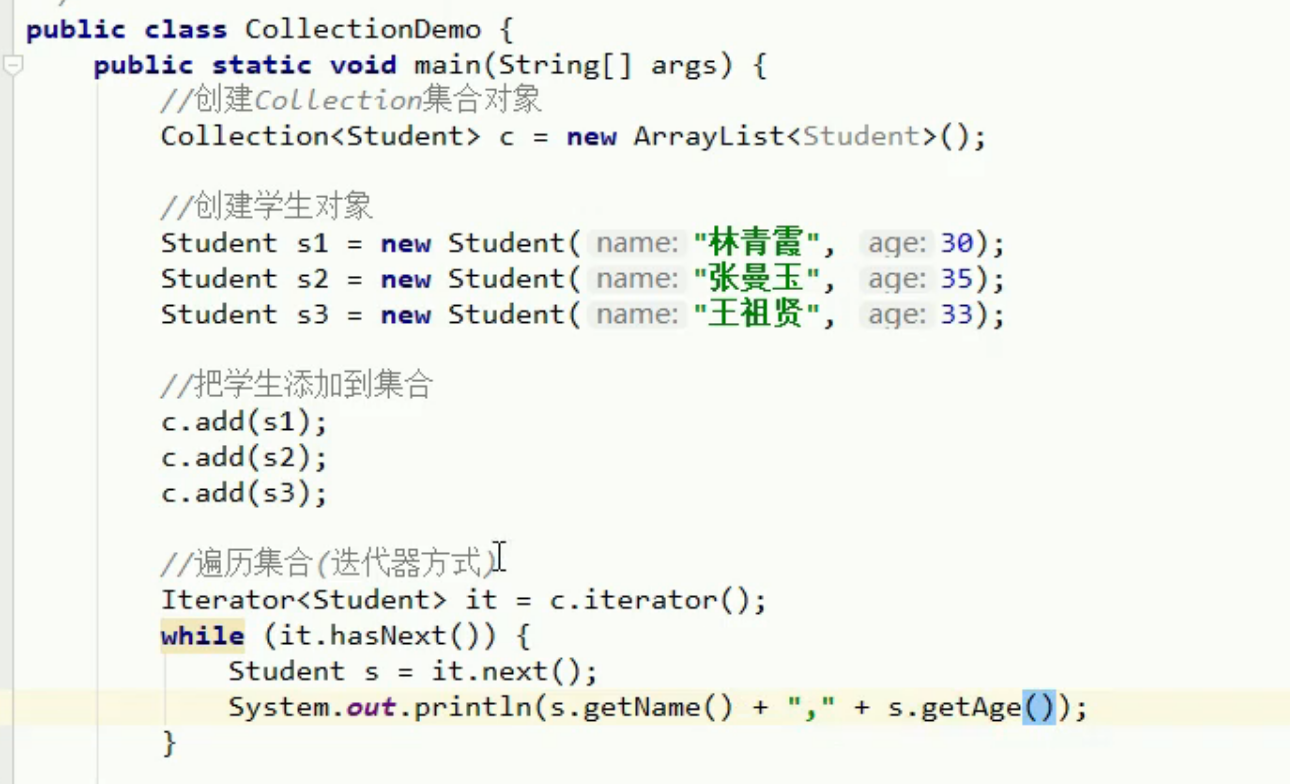 public class CollectionDemo {
public static void main(String[] args) {
//创建Collection集合对象
Collection<Student> c = new ArrayList<Student>();
//创建学生对象
Student s1 = new Student( name: "林青霞", age: 30);
Student s2 = new Student( name: "张曼玉", age: 35);
Student s3 = new Student( name: "王祖贤", age: 33);
//把学生添加到集合
c.add(s1);
c.add(s2);
c.add(s3);
//遍历集合(迭代器方式)
Iterator<Student> it = c.iterator();
while (it.hasNext()) {
Student s = it.next();
System.out.println(s.getName() + "," + s.getAge());
}